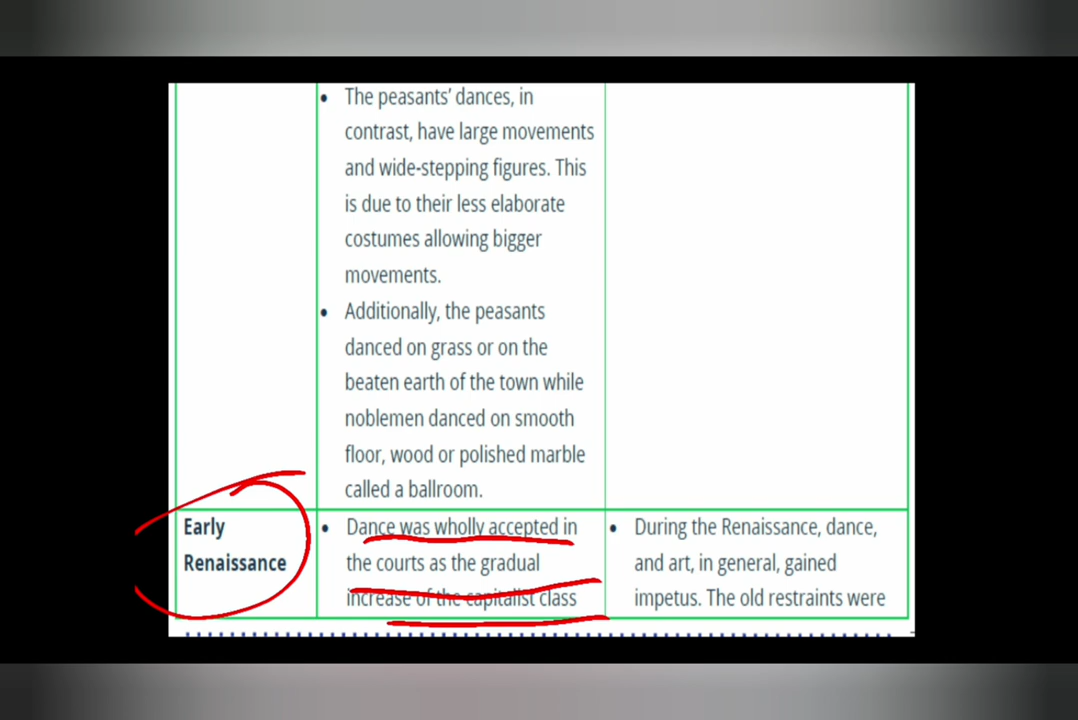 The peasants' dances, in
contrast, have large movements
and wide-stepping figures. This
is due to their less elaborate
costumes allowing bigger
movements.
Additionally, the peasants
danced on grass or on the
beaten earth of the town while
noblemen danced on smooth
floor, wood or polished marble
called a ballroom.
Early
Renaissance
Dance was wholly accepted in
the courts as the gradual
increase of the capitalist class
During the Renaissance, dance,
and art, in general, gained
impetus. The old restraints were